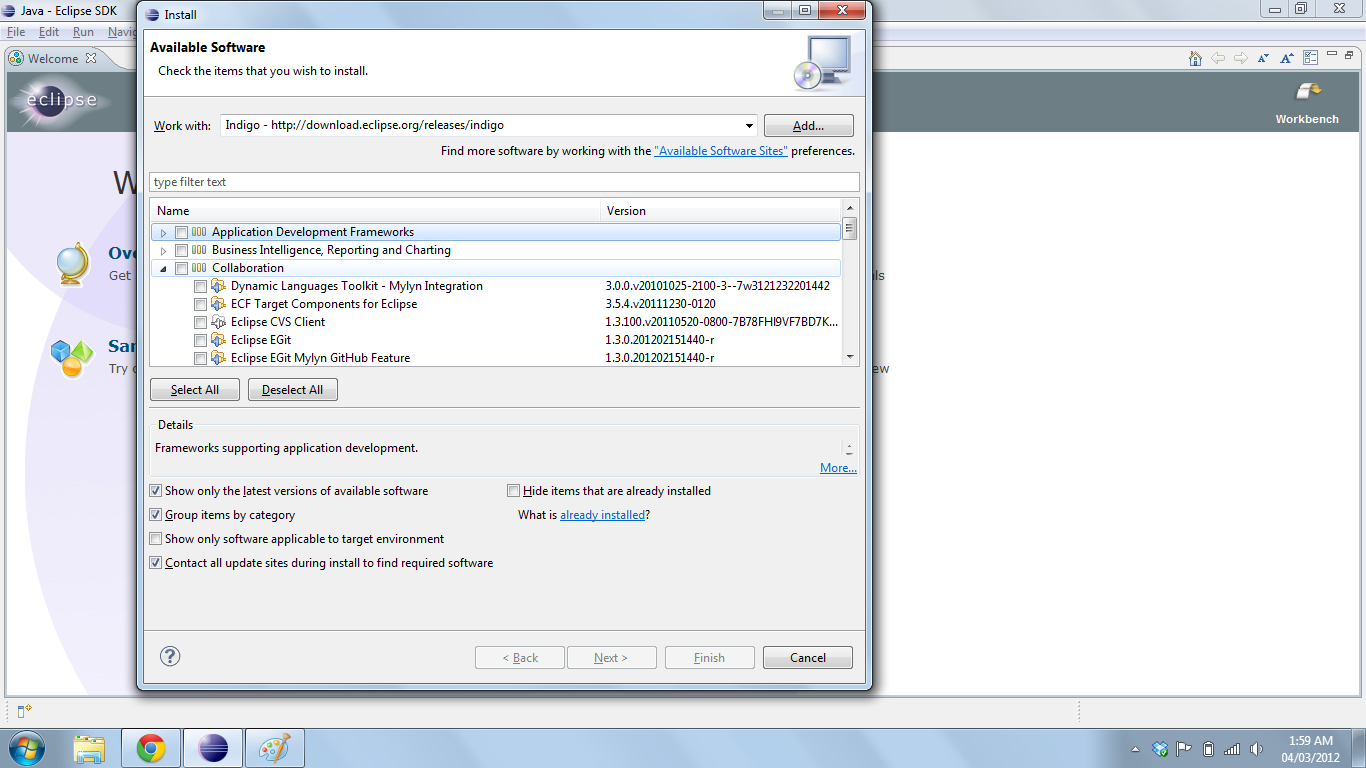 Java - Eclipse SDK
File Edit Run Navig
Welcome
eclipse
Workbench
W
Ove
Get
ols
Sar
Try o
ew
Install
Available Software
Check the items that you wish to install.
Work with: Indigo - http://download.eclipse.org/releases/indigo Add...
Find more software by working with the "Available Software Sites" preferences.
type filter text
Name Version
Application Development Frameworks
Business Intelligence, Reporting and Charting
Collaboration
Dynamic Languages Toolkit - Mylyn Integration 3.0.0.v20101025-2100-3--7w3121232201442
ECF Target Components for Eclipse 3.5.4.v20111230-0120
Eclipse CVS Client 1.3.100.v20110520-0800-7B78FHI9VF7BD7K...
Eclipse EGit 1.3.0.201202151440-r
Eclipse EGit Mylyn GitHub Feature 1.3.0.201202151440-r
Select All Deselect All
Details
Frameworks supporting application development.
More...
Show only the latest versions of available software Hide items that are already installed
Group items by category What is already installed?
Show only software applicable to target environment
Contact all update sites during install to find required software
? < Back Next > Finish Cancel
1:59 AM
04/03/2012